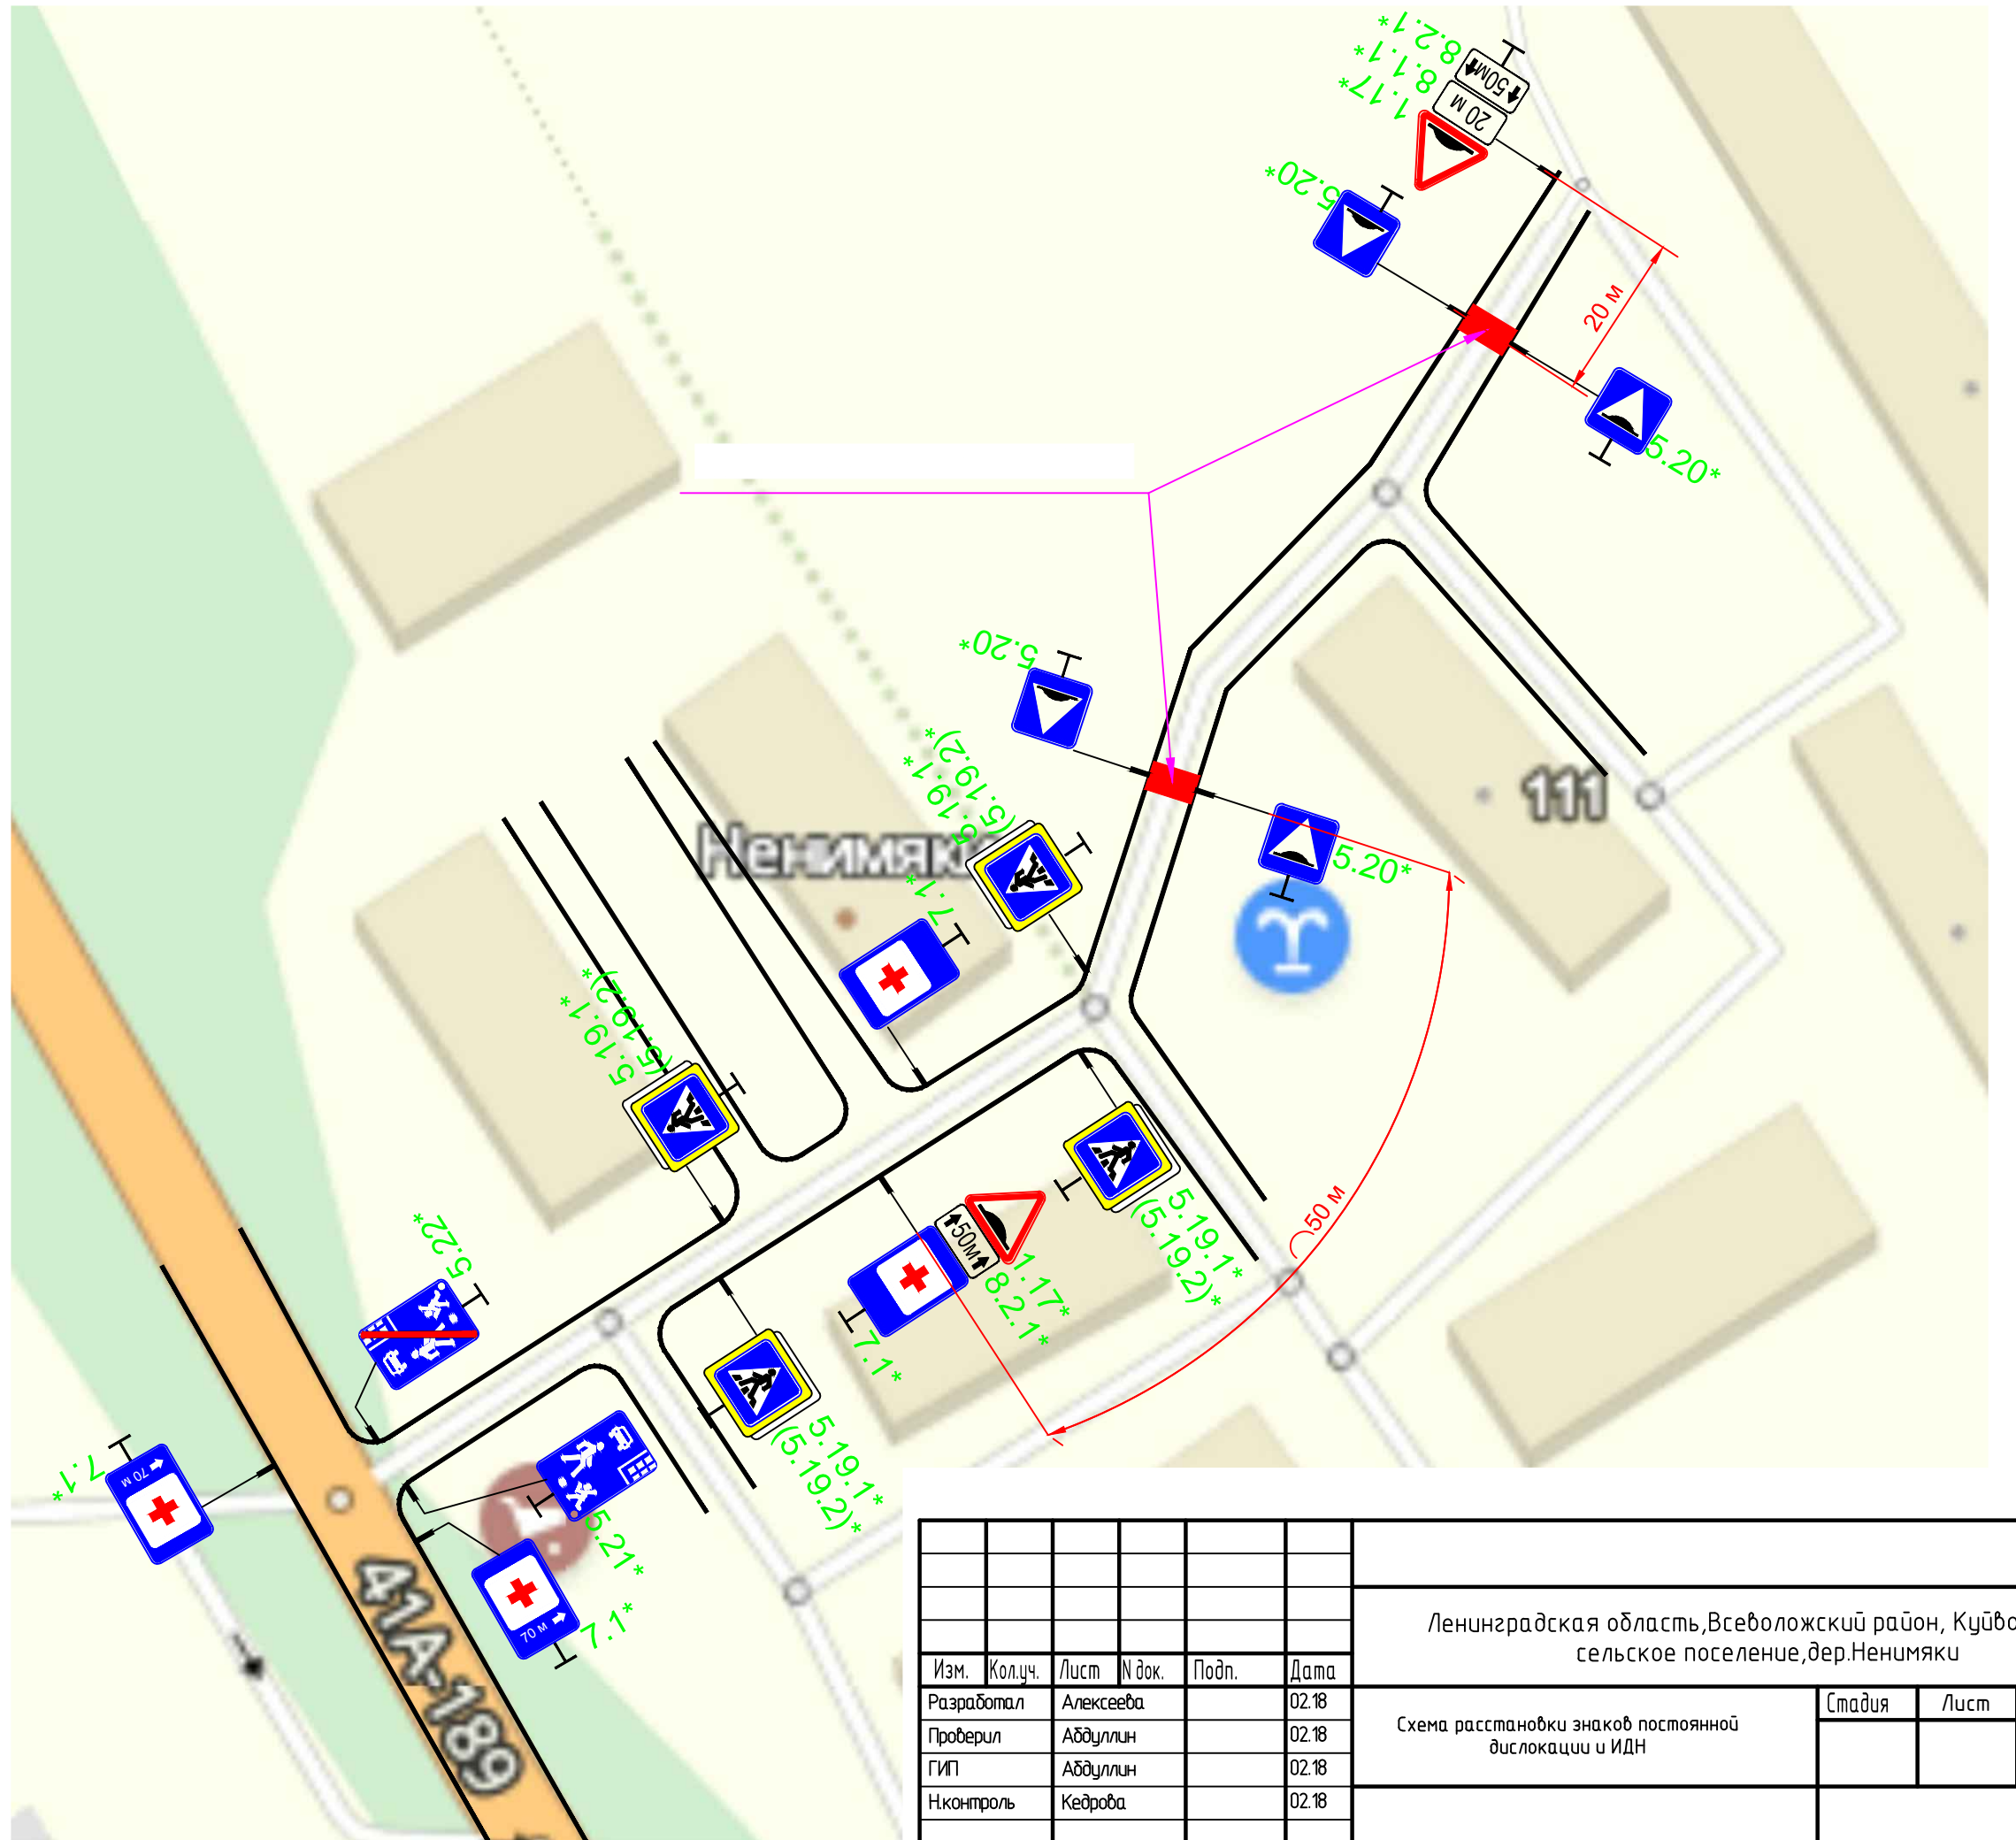 8.2.1*
8.1.1*
1.17*
50м
20 м
5.20*
20 м
5.20*
5.20*
5.20*
111
(5.19.2)*
5.19.1*
7.1*
(5.19.2)*
5.19.1*
5.19.1*
(5.19.2)*
50 м
50м
1.17*
8.2.1*
7.1*
5.22*
5.19.1*
(5.19.2)*
7.1*
70 м
5.21*
70 м
7.1*
41А-189
Ленинградская область,Всеволожский район,
сельское поселение,дер.Ненимяки
Изм. Кол.уч. Лист N док. Подп. Дата
Разработал Алексеева 02.18
Проверил Абдуллин 02.18
ГИП Абдуллин 02.18
Н.контроль Кедрова 02.18
Схема расстановки знаков постоянной
дислокации и ИДН
Стадия Лист